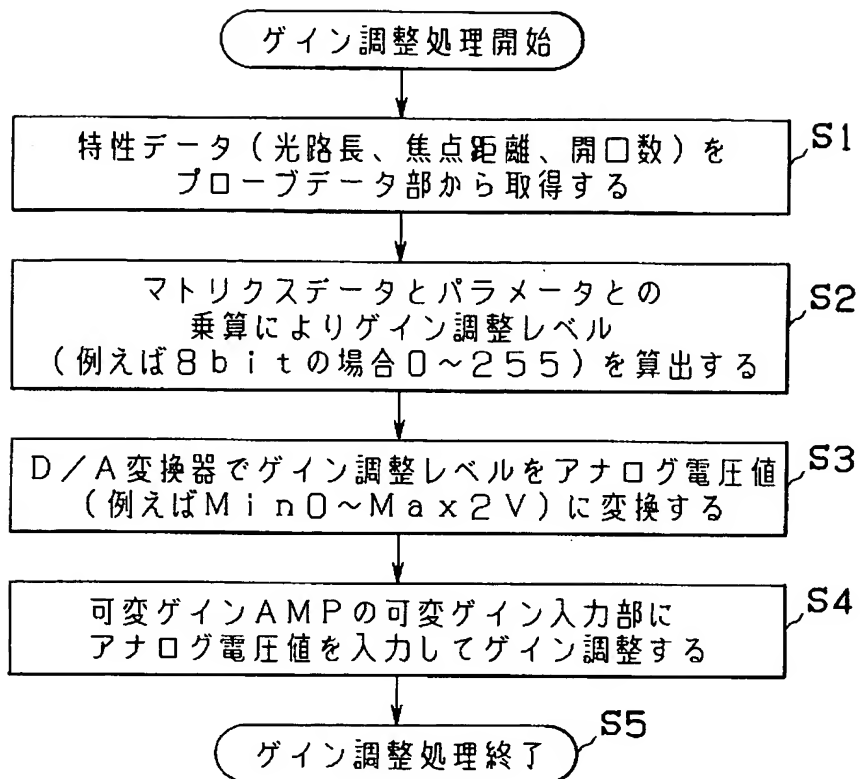 ゲイン調整処理開始
特性データ(光路長、焦点距離、開口数)を
プローブデータ部から取得する
S1
マトリクスデータとパラメータとの
乗算によりゲイン調整レベル
(例えば8bitの場合0~255)を算出する
S2
D/A変換器でゲイン調整レベルをアナログ電圧値
(例えばMin0~Max2V)に変換する
S3
可変ゲインAMPの可変ゲイン入力部に
アナログ電圧値を入力してゲイン調整する
S4
ゲイン調整処理終了
S5